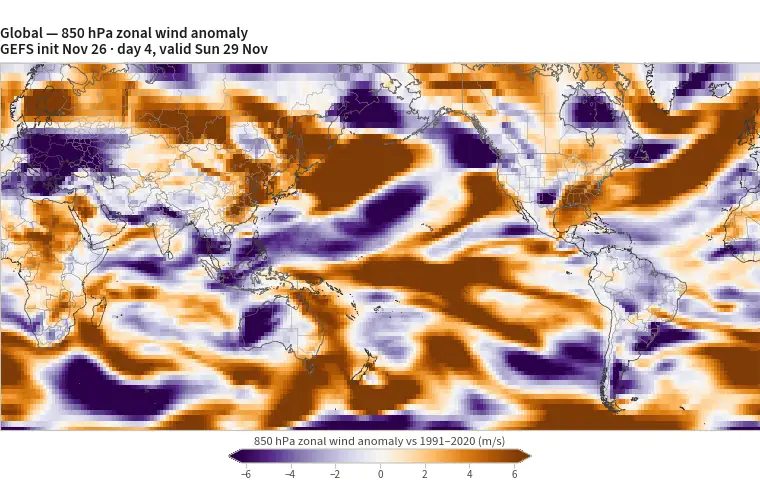 Global — 850 hPa zonal wind anomaly
GEFS init Nov 26 · day 4, valid Sun 29 Nov
850 hPa zonal wind anomaly vs 1991–2020 (m/s)
−6 −4 −2 0 2 4 6